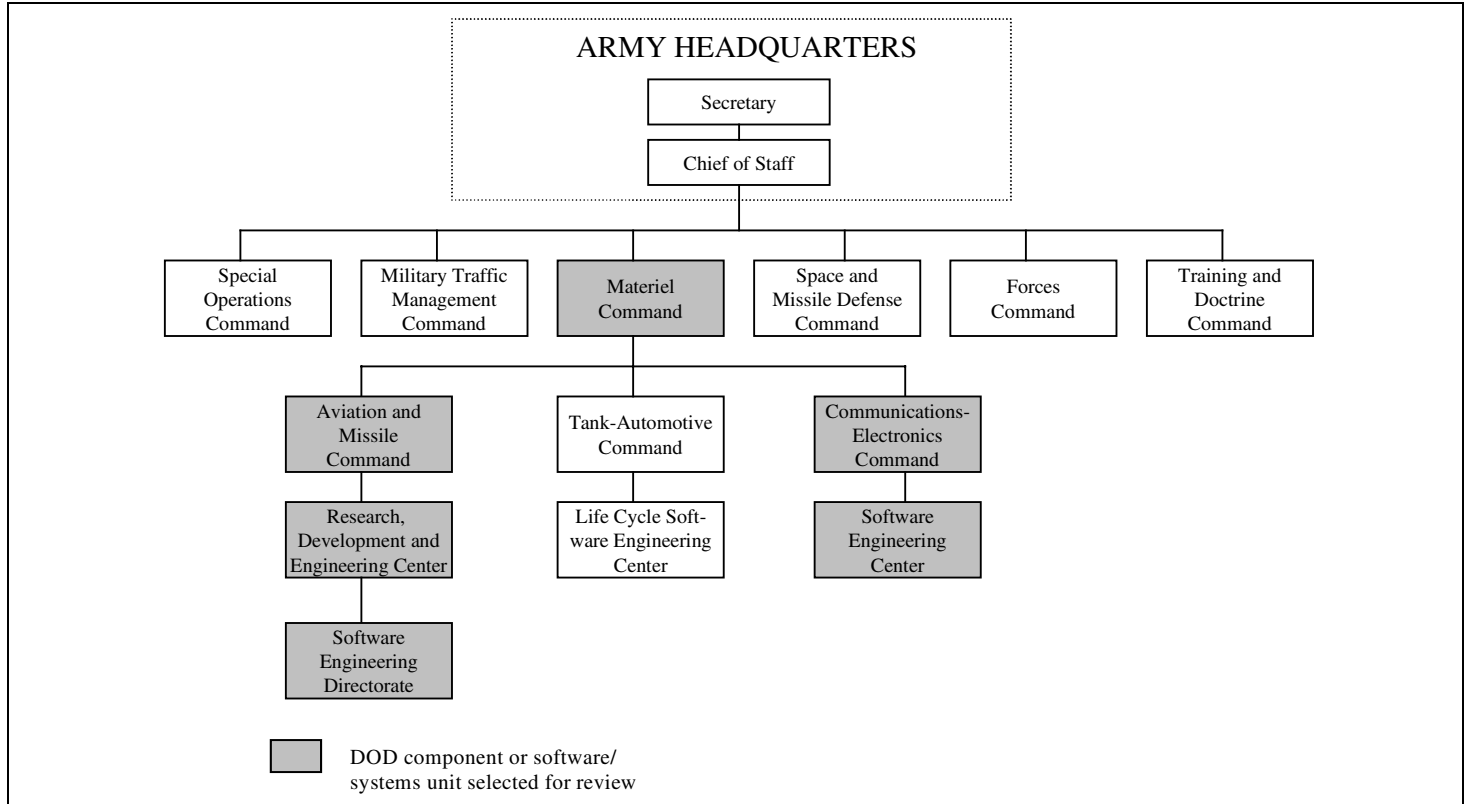 ARMY HEADQUARTERS
Secretary
Chief of Staff
Special
Operations
Command
Military Traffic
Management
Command
Materiel
Command
Space and
Missile Defense
Command
Forces
Command
Training and
Doctrine
Command
Aviation and
Missile
Command
Tank-Automotive
Command
Communications-
Electronics
Command
Research,
Development and
Engineering Center
Life Cycle Soft-
ware Engineering
Center
Software
Engineering
Center
Software
Engineering
Directorate
DOD component or software/
systems unit selected for review